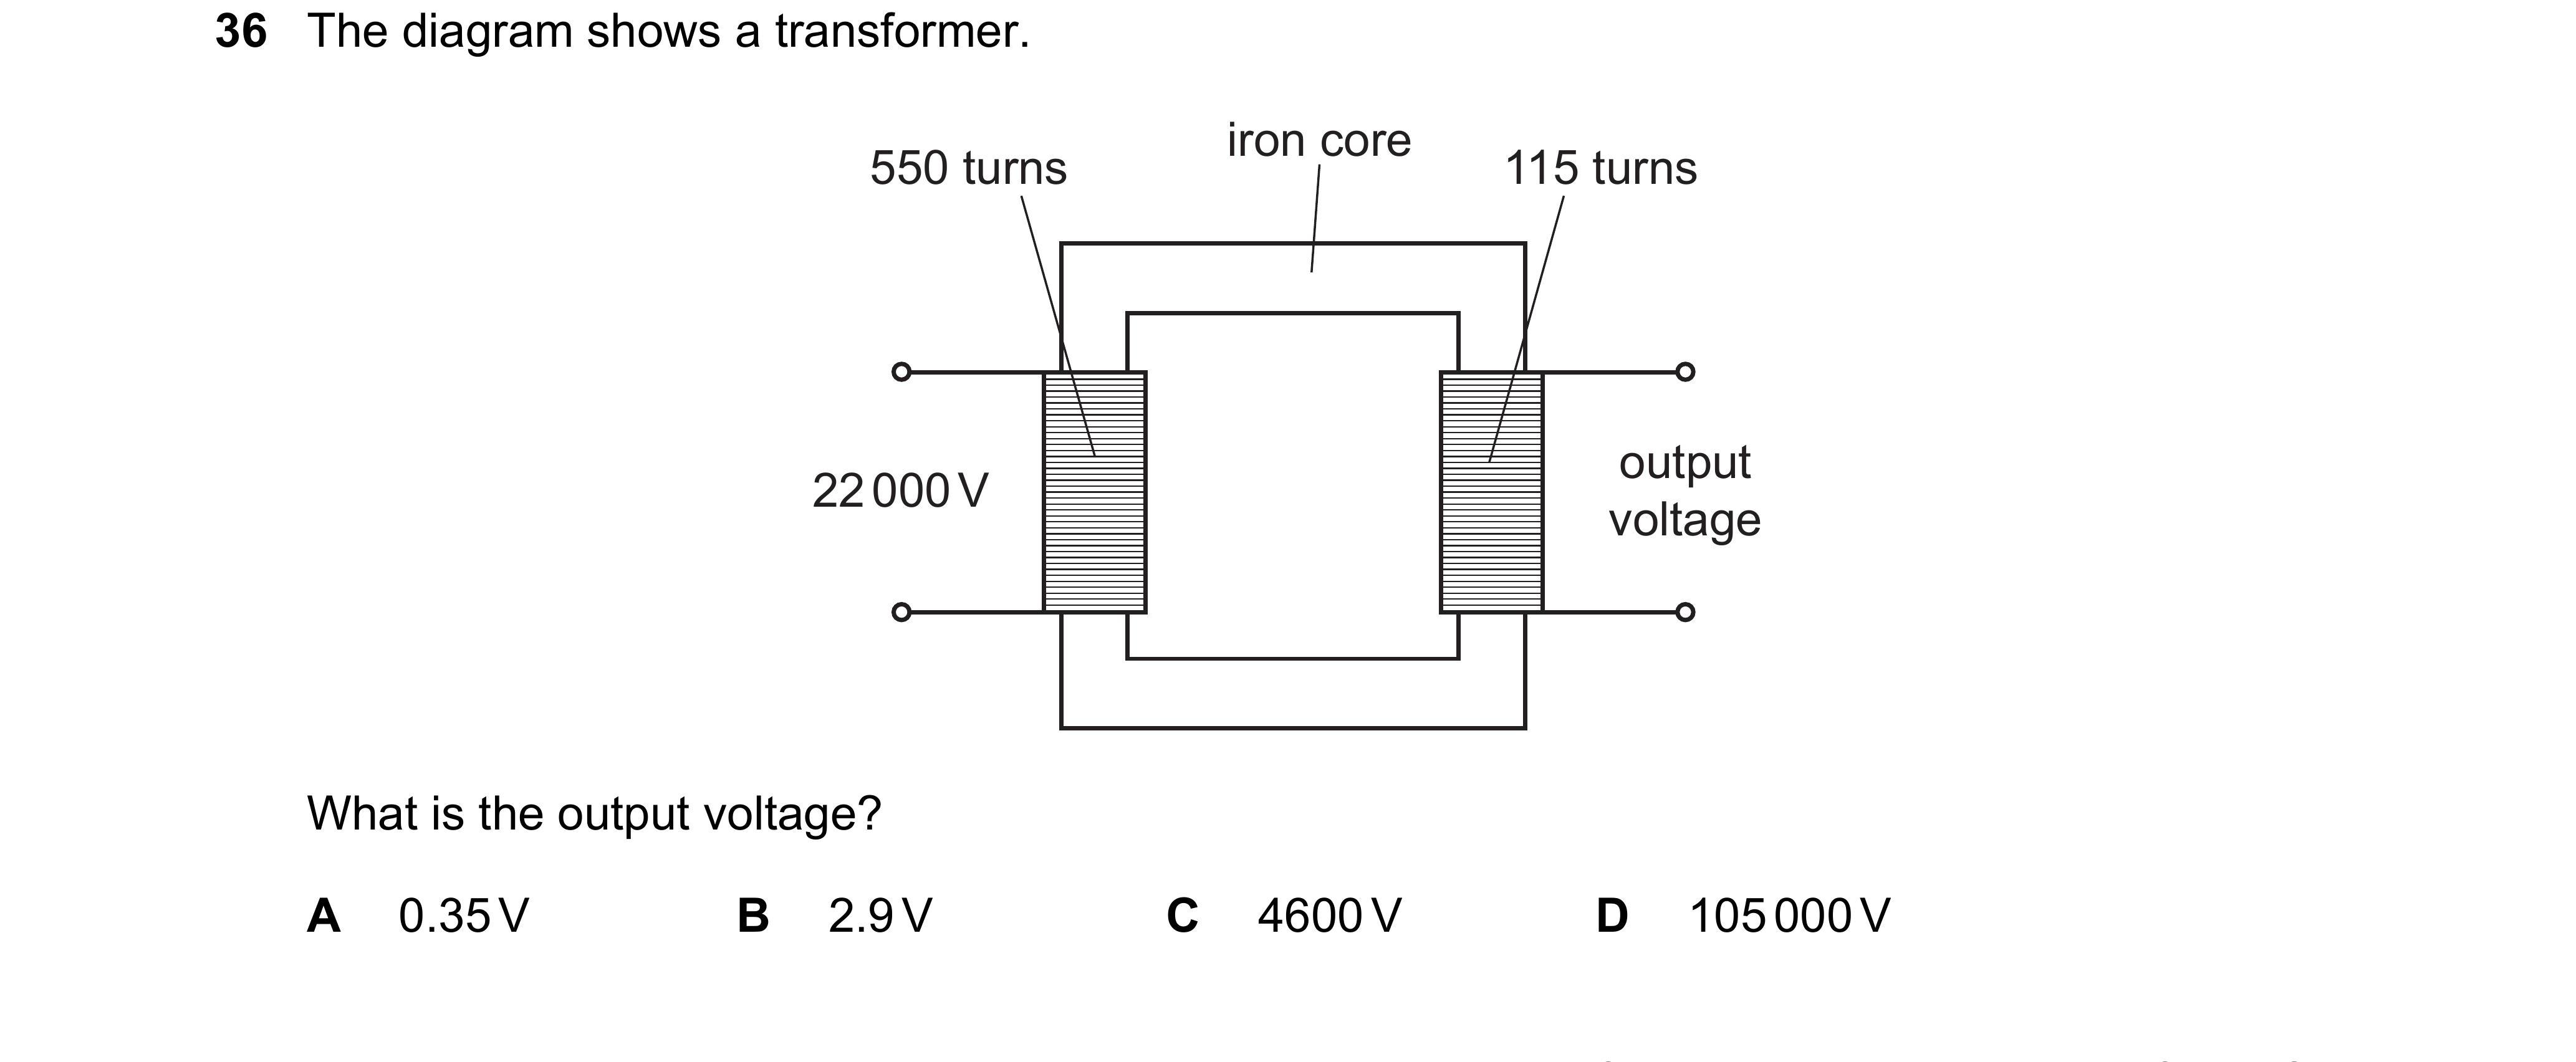 36 The diagram shows a transformer.
iron core
550 turns
115 turns
22 000 V
output
voltage
What is the output voltage?
A 0.35 V B 2.9 V C 4600 V D 105 000 V